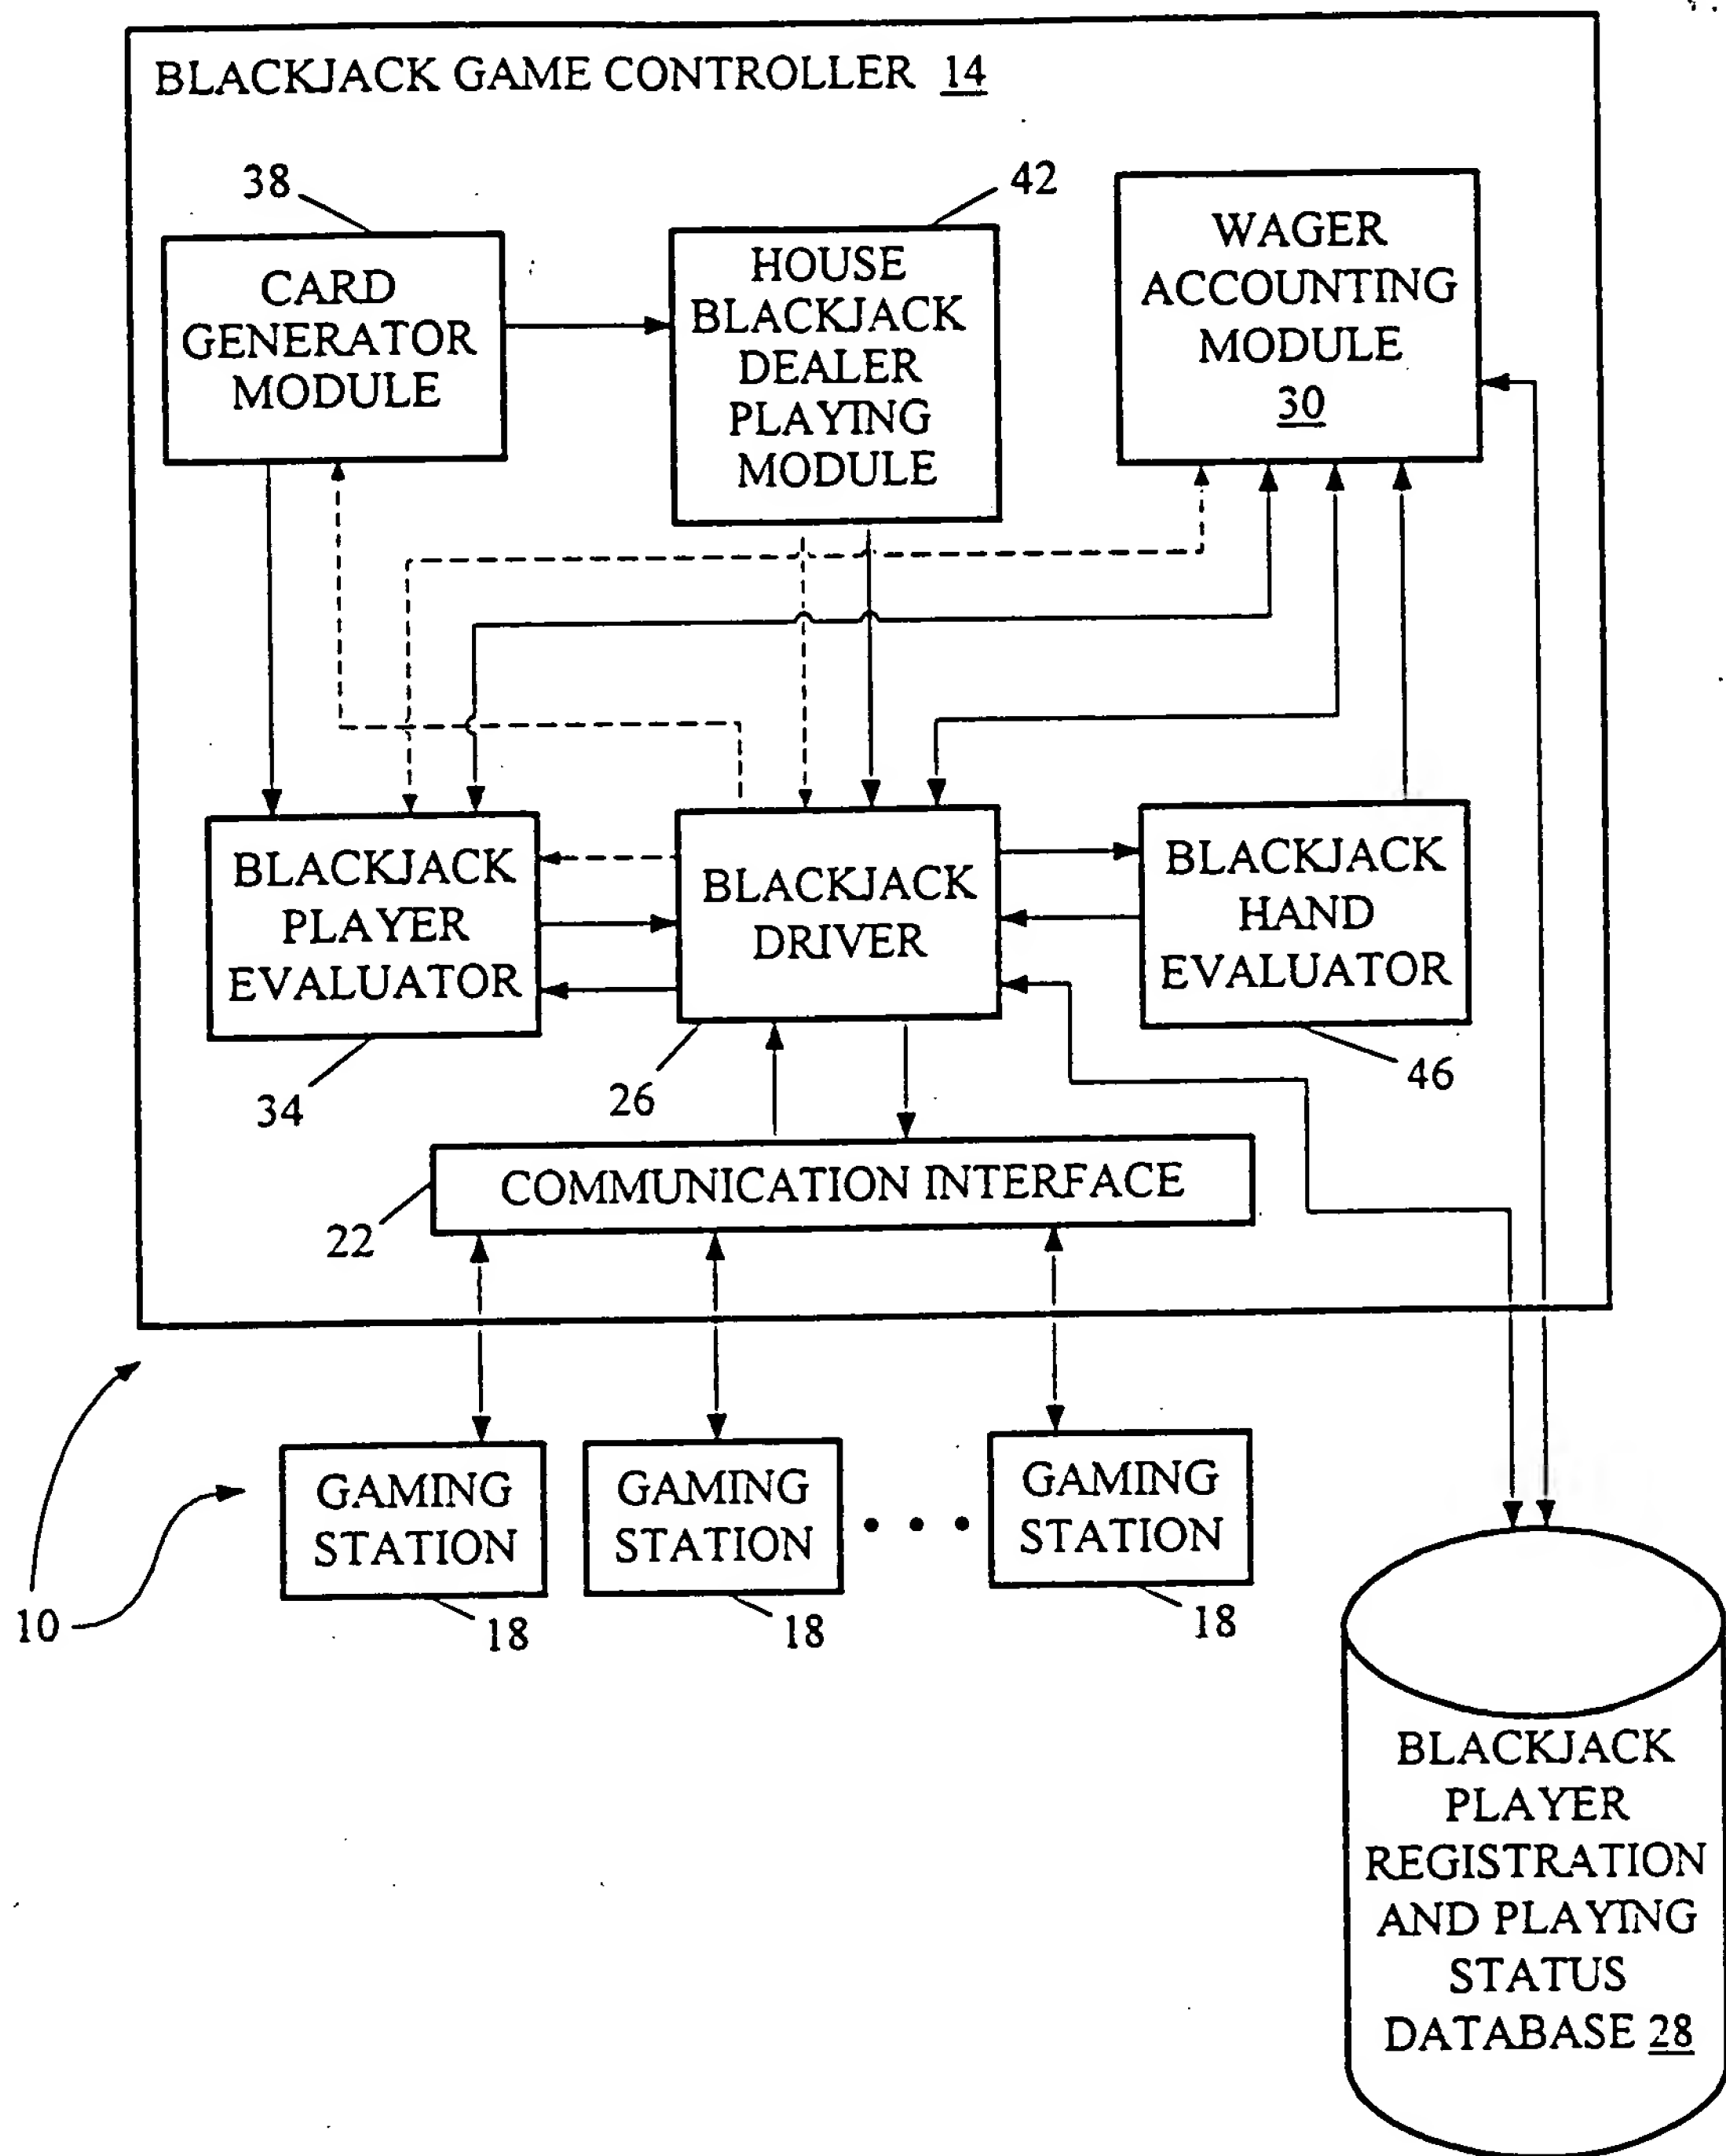 BLACKJACK GAME CONTROLLER 14
38
42
CARD
GENERATOR
MODULE
HOUSE
BLACKJACK
DEALER
PLAYING
MODULE
WAGER
ACCOUNTING
MODULE
30
BLACKJACK
PLAYER
EVALUATOR
BLACKJACK
DRIVER
BLACKJACK
HAND
EVALUATOR
34
26
46
COMMUNICATION INTERFACE
22
GAMING
STATION
GAMING
STATION
GAMING
STATION
10
18
18
18
BLACKJACK
PLAYER
REGISTRATION
AND PLAYING
STATUS
DATABASE 28